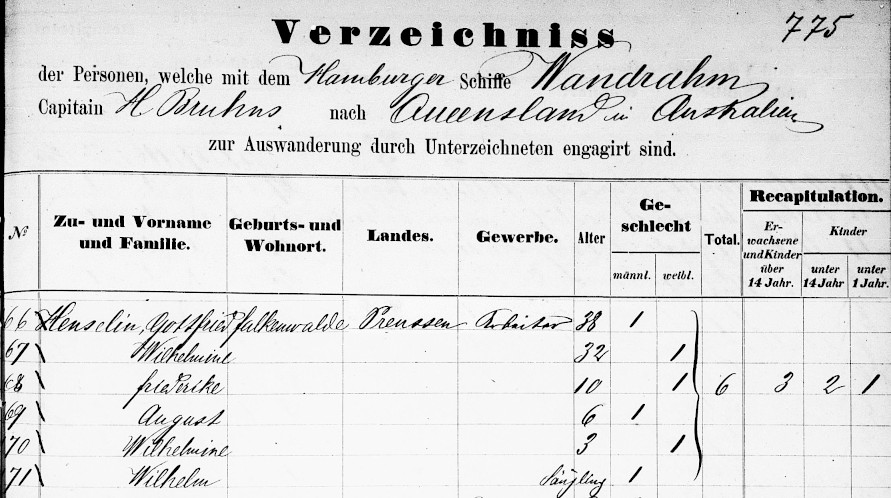 775
Verzeichniss
der Personen, welche mit dem Hamburger Schiffe Wandrahm
Capitain H Bruhns nach Queensland in Australien
zur Auswanderung durch Unterzeichneten engagirt sind.
№ Zu- und Vorname und Familie. Geburts- und Wohnort. Landes. Gewerbe. Alter Geschlecht männl. weibl. Total. Recapitulation. Erwachsene und Kinder über 14 Jahr. Kinder unter 14 Jahr unter 1 Jahr.
66 Henselin, Gottfried Falkenwalde Preussen Arbeiter 38 1
67 Wilhelmine 32 1
68 Friederike 10 1 6 3 2 1
69 August 6 1
70 Wilhelmine 3 1
71 Wilhelm Säugling 1